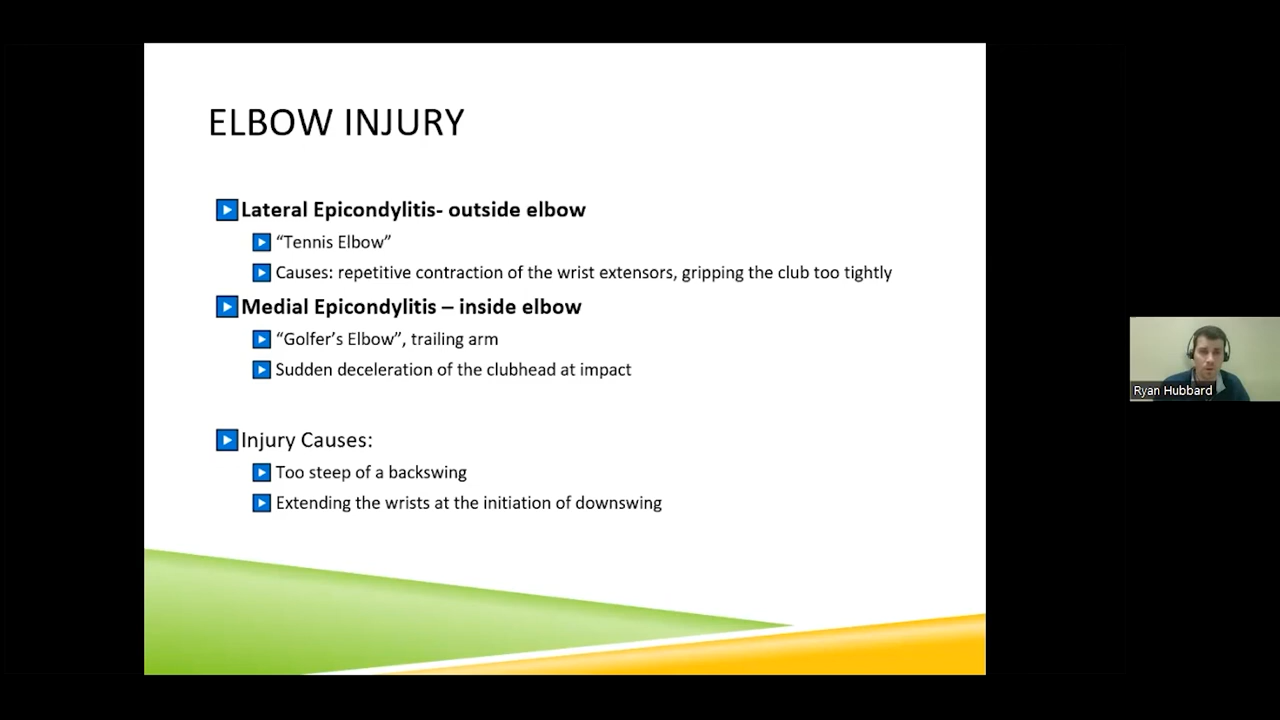 ELBOW INJURY
Lateral Epicondylitis- outside elbow
“Tennis Elbow”
Causes: repetitive contraction of the wrist extensors, gripping the club too tightly
Medial Epicondylitis – inside elbow
“Golfer’s Elbow”, trailing arm
Sudden deceleration of the clubhead at impact
Injury Causes:
Too steep of a backswing
Extending the wrists at the initiation of downswing
Ryan Hubbard